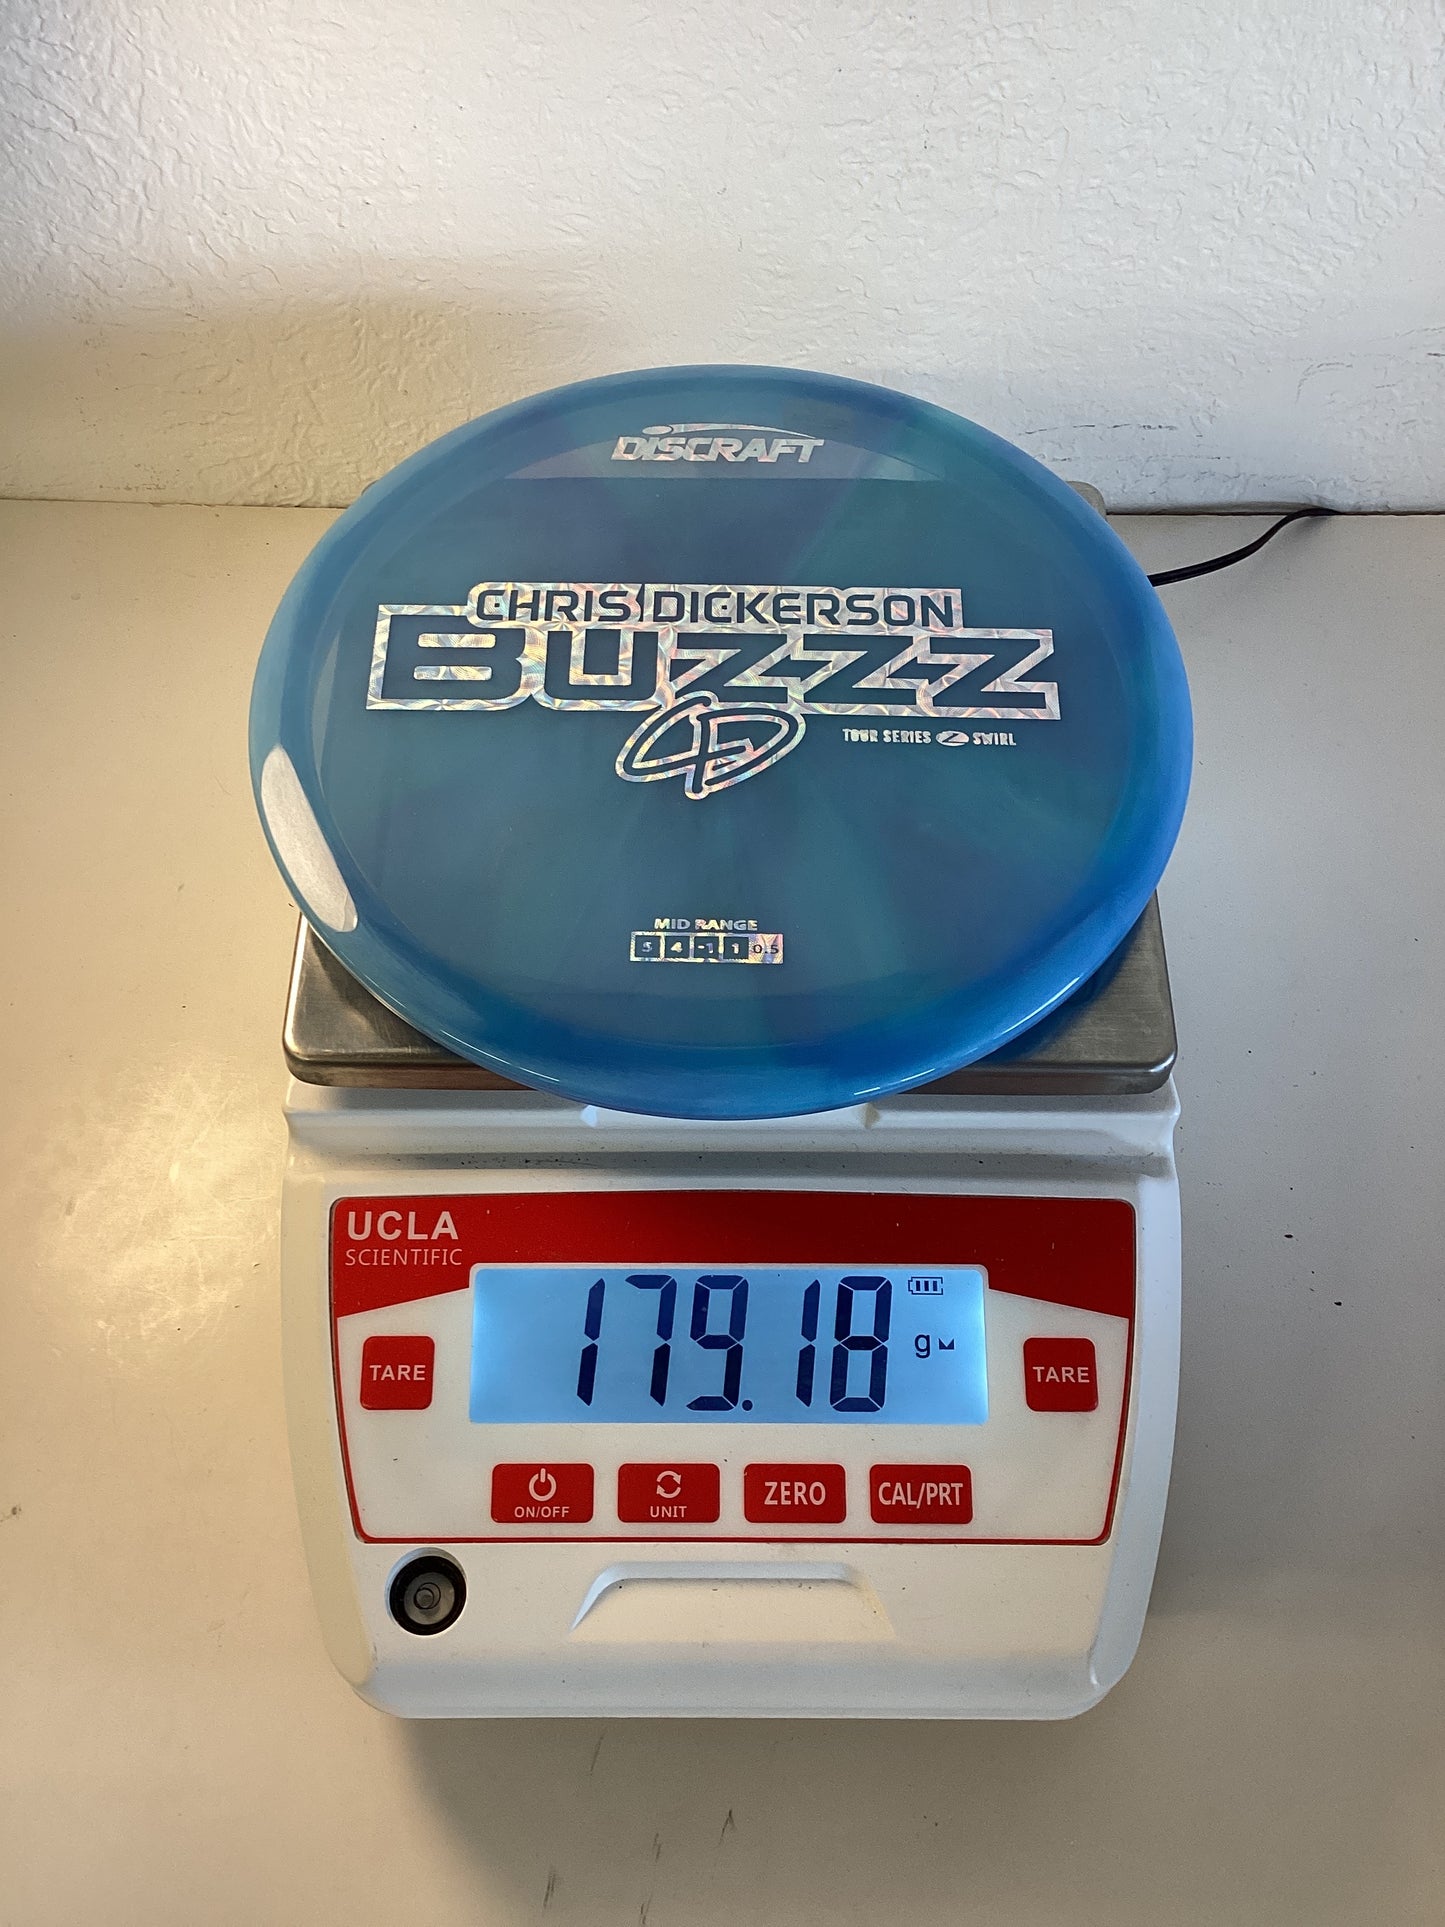 DISCRAFT
CHRIS DICKERSON
BUZZZ
CD
TOUR SERIES Z SWIRL
MID RANGE
5 4 -1 1 0.5
UCLA
SCIENTIFIC
179.18 g
TARE
TARE
ON/OFF
UNIT
ZERO
CAL/PRT